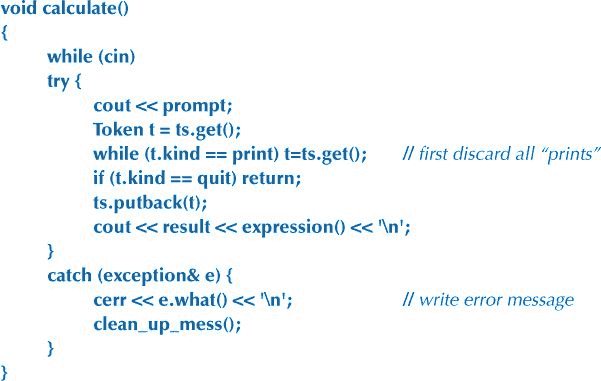 void calculate()
{
while (cin)
try {
cout << prompt;
Token t = ts.get();
while (t.kind == print) t=ts.get(); // first discard all “prints”
if (t.kind == quit) return;
ts.putback(t);
cout << result << expression() << '\n';
}
catch (exception& e) {
cerr << e.what() << '\n'; // write error message
clean_up_mess();
}
}